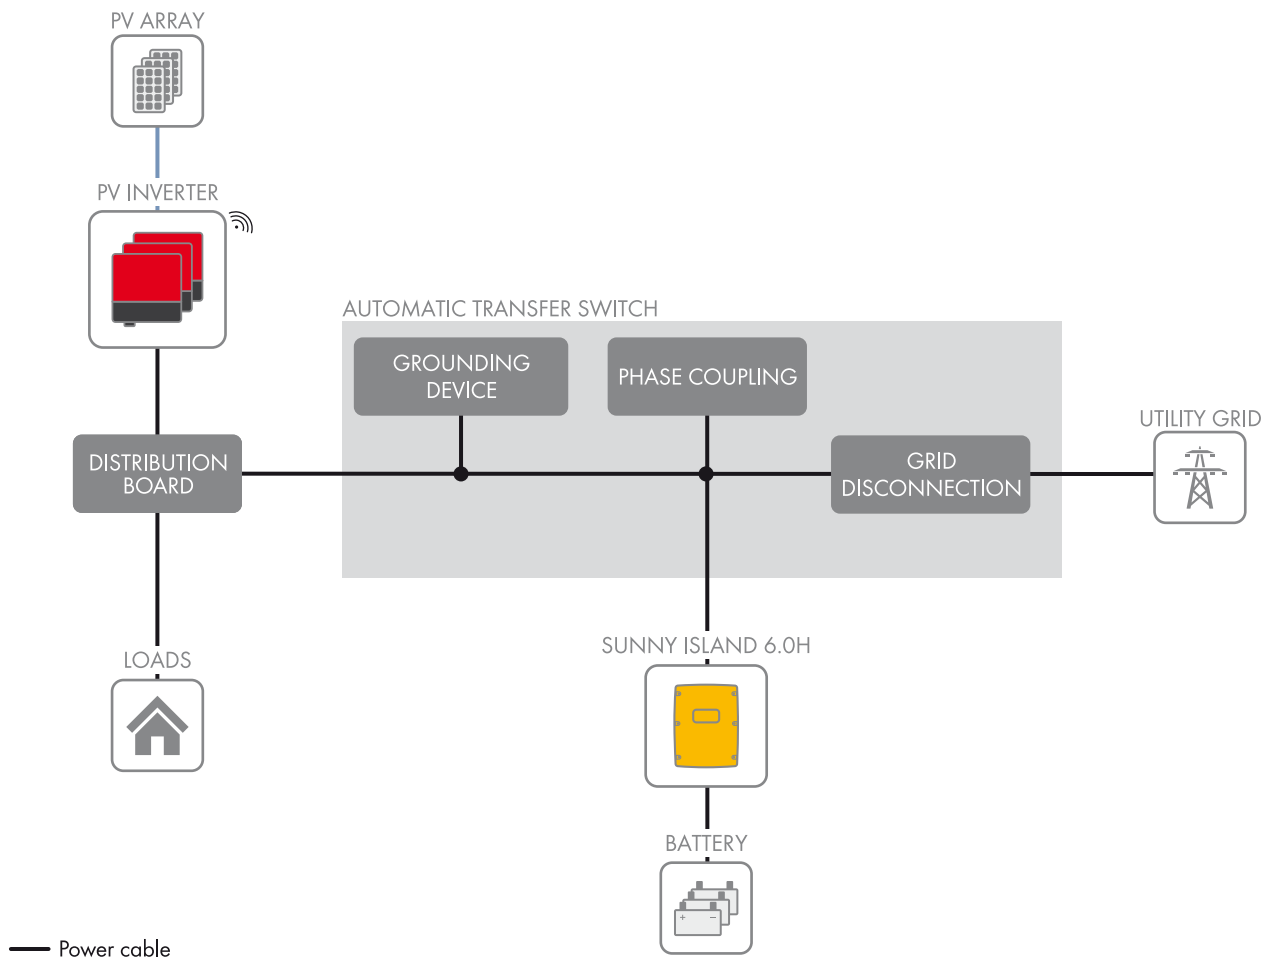 PV ARRAY
PV INVERTER
AUTOMATIC TRANSFER SWITCH
GROUNDING
DEVICE
PHASE COUPLING
UTILITY GRID
DISTRIBUTION
BOARD
GRID
DISCONNECTION
SUNNY ISLAND 6.0H
LOADS
BATTERY
+ −
Power cable